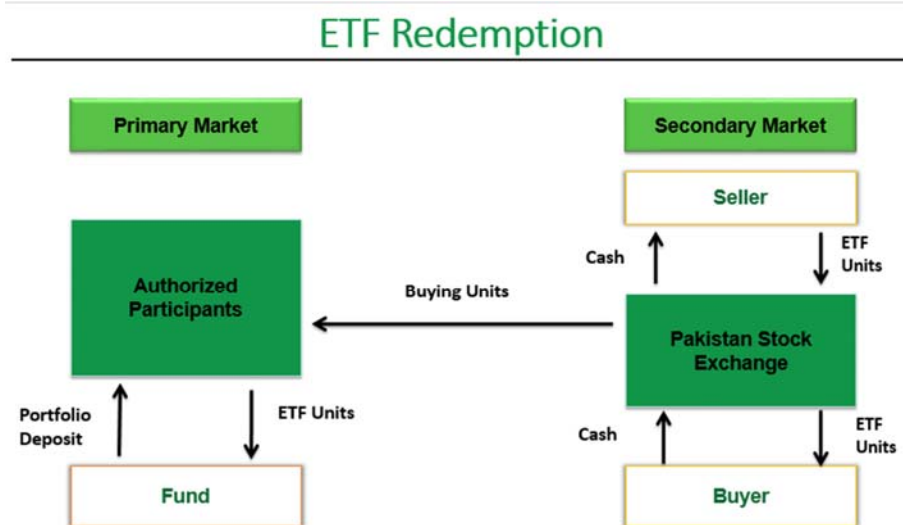 ETF Redemption
Primary Market
Secondary Market
Seller
Cash
ETF
Units
Authorized
Participants
Buying Units
Pakistan Stock
Exchange
Portfolio
Deposit
ETF Units
Cash
ETF
Units
Fund
Buyer